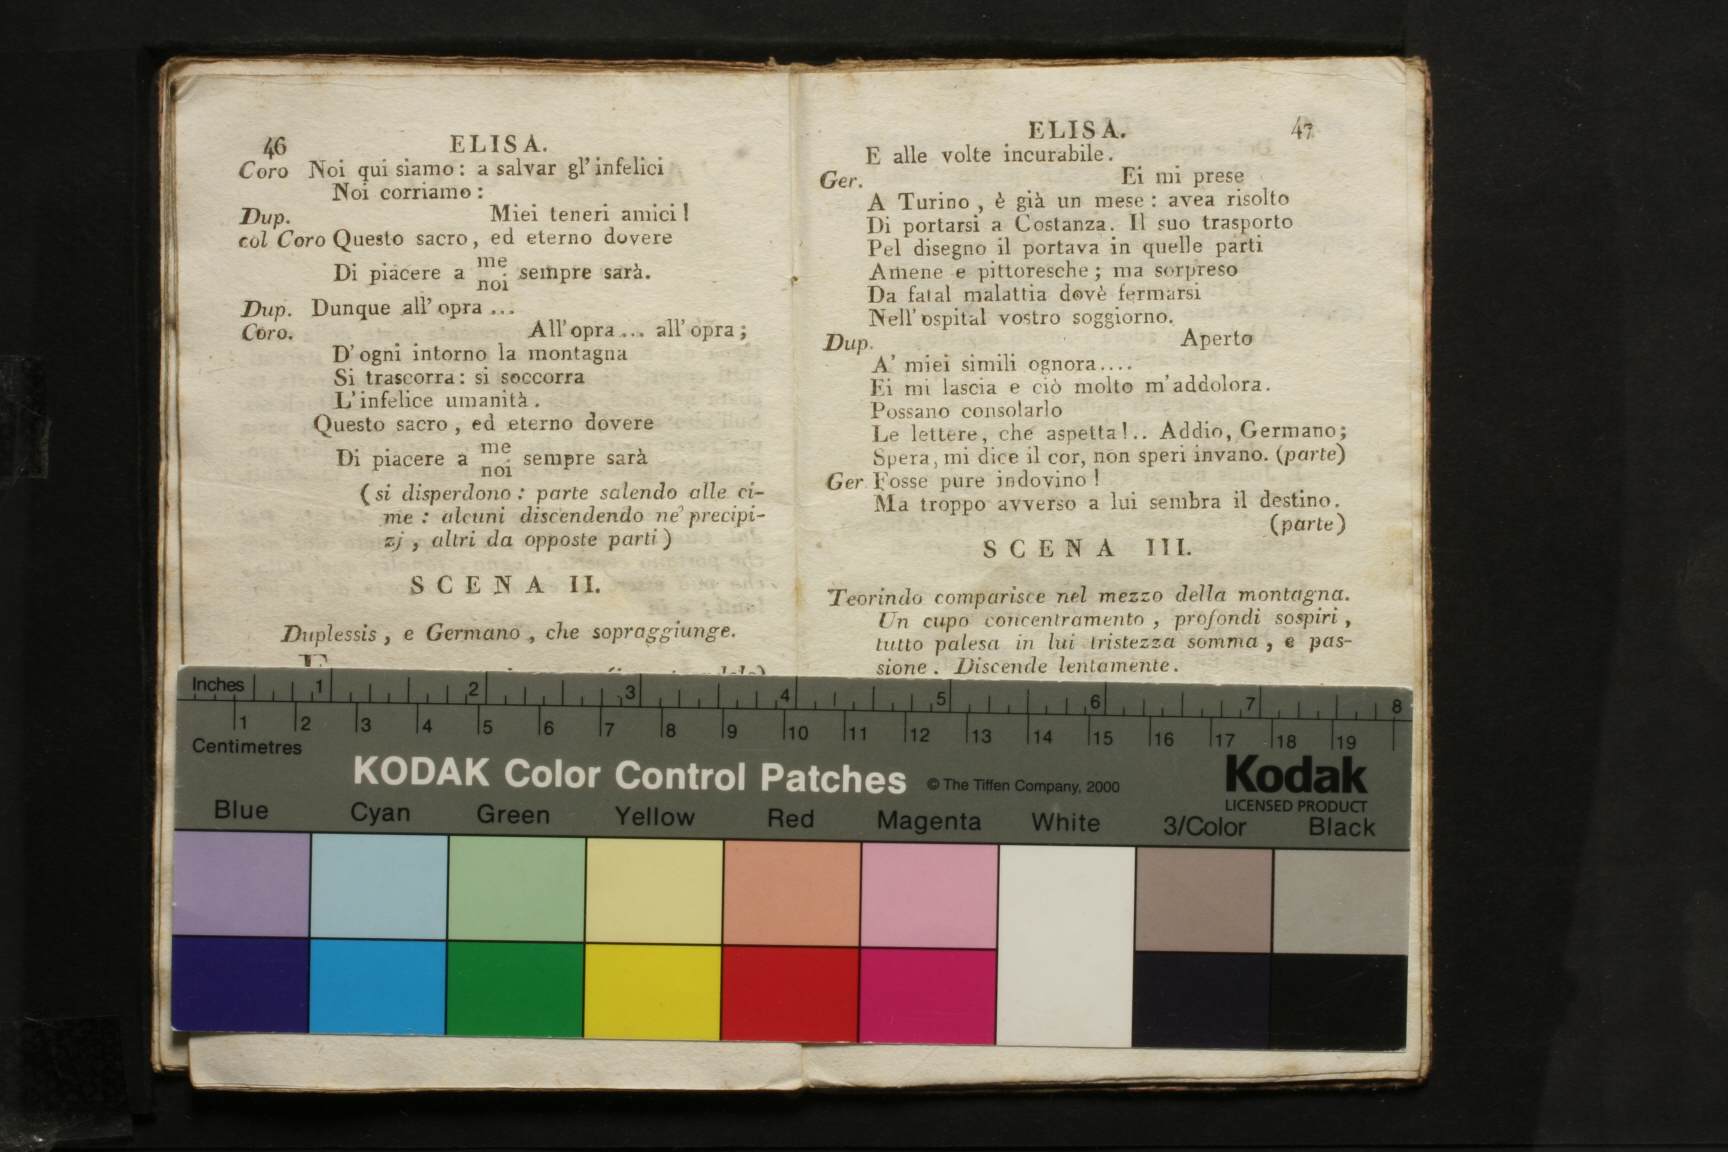 46 ELISA.
Coro Noi qui siamo: a salvar gl' infelici
Noi corriamo:
Dup. Miei teneri amici!
col Coro Questo sacro, ed eterno dovere
Di piacere a me noi sempre sarà.
Dup. Dunque all' opra ...
Coro. All' opra ... all' opra;
D' ogni intorno la montagna
Si trascorra: si soccorra
L' infelice umanità.
Questo sacro, ed eterno dovere
Di piacere a me noi sempre sarà
(si disperdono: parte salendo alle ci-
me: alcuni discendendo ne' precipi-
zj, altri da opposte parti)
SCENA II.
Duplessis, e Germano, che sopraggiunge.
ELISA. 47
E alle volte incurabile.
Ger. Ei mi prese
A Turino, è già un mese: avea risolto
Di portarsi a Costanza. Il suo trasporto
Pel disegno il portava in quelle parti
Amene e pittoresche; ma sorpreso
Da fatal malattia dovè fermarsi
Nell' ospital vostro soggiorno.
Dup. Aperto
A' miei simili ognora....
Ei mi lascia e ciò molto m'addolora.
Possano consolarlo
Le lettere, che aspetta!.. Addio, Germano;
Spera, mi dice il cor, non speri invano. (parte)
Ger Fosse pure indovino!
Ma troppo avverso a lui sembra il destino.
(parte)
SCENA III.
Teorindo comparisce nel mezzo della montagna.
Un cupo concentramento, profondi sospiri,
tutto palesa in lui tristezza somma, e pas-
sione. Discende lentamente.
Inches 1 2 3 4 5 6 7 8
1 2 3 4 5 6 7 8 9 10 11 12 13 14 15 16 17 18 19
Centimetres
KODAK Color Control Patches © The Tiffen Company, 2000
Kodak
LICENSED PRODUCT
Blue Cyan Green Yellow Red Magenta White 3/Color Black